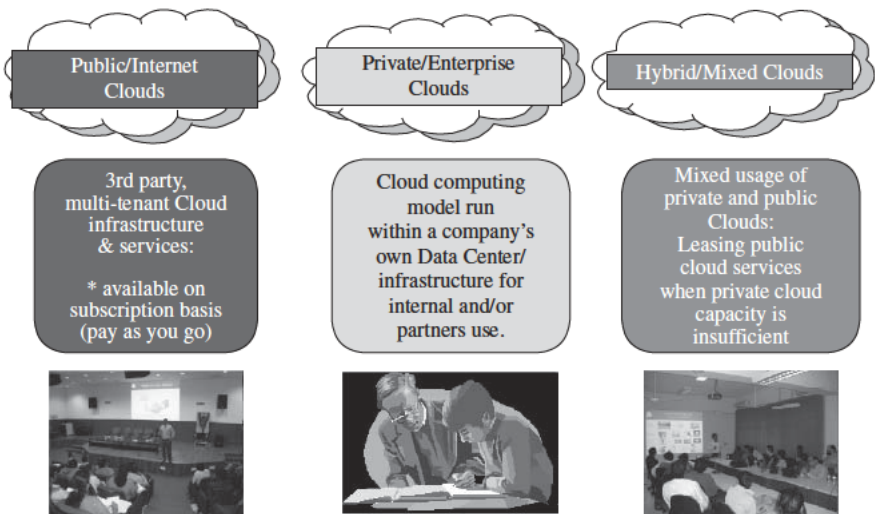 Public/Internet
Clouds
Private/Enterprise
Clouds
Hybrid/Mixed Clouds
3rd party,
multi-tenant Cloud
infrastructure
& services:
* available on
subscription basis
(pay as you go)
Cloud computing
model run
within a company’s
own Data Center/
infrastructure for
internal and/or
partners use.
Mixed usage of
private and public
Clouds:
Leasing public
cloud services
when private cloud
capacity is
insufficient